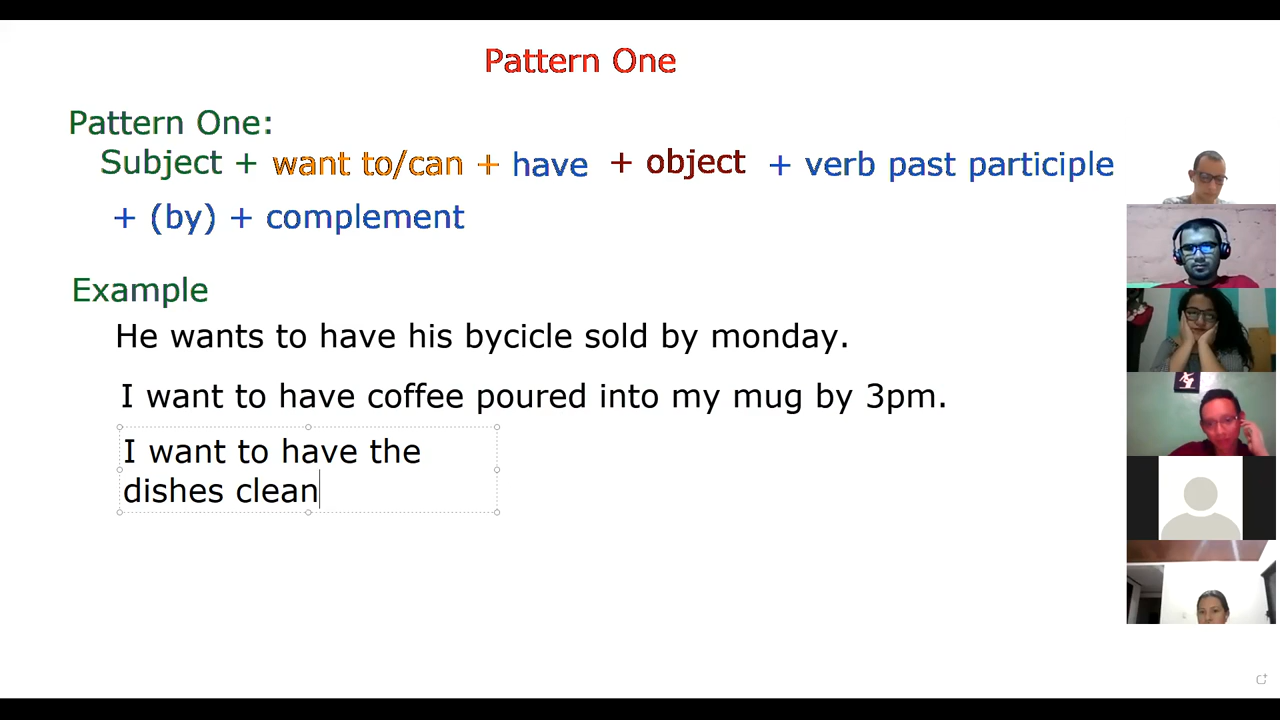 Pattern One
Pattern One:
Subject + want to/can + have + object + verb past participle
+ (by) + complement
Example
He wants to have his bycicle sold by monday.
I want to have coffee poured into my mug by 3pm.
I want to have the
dishes clean